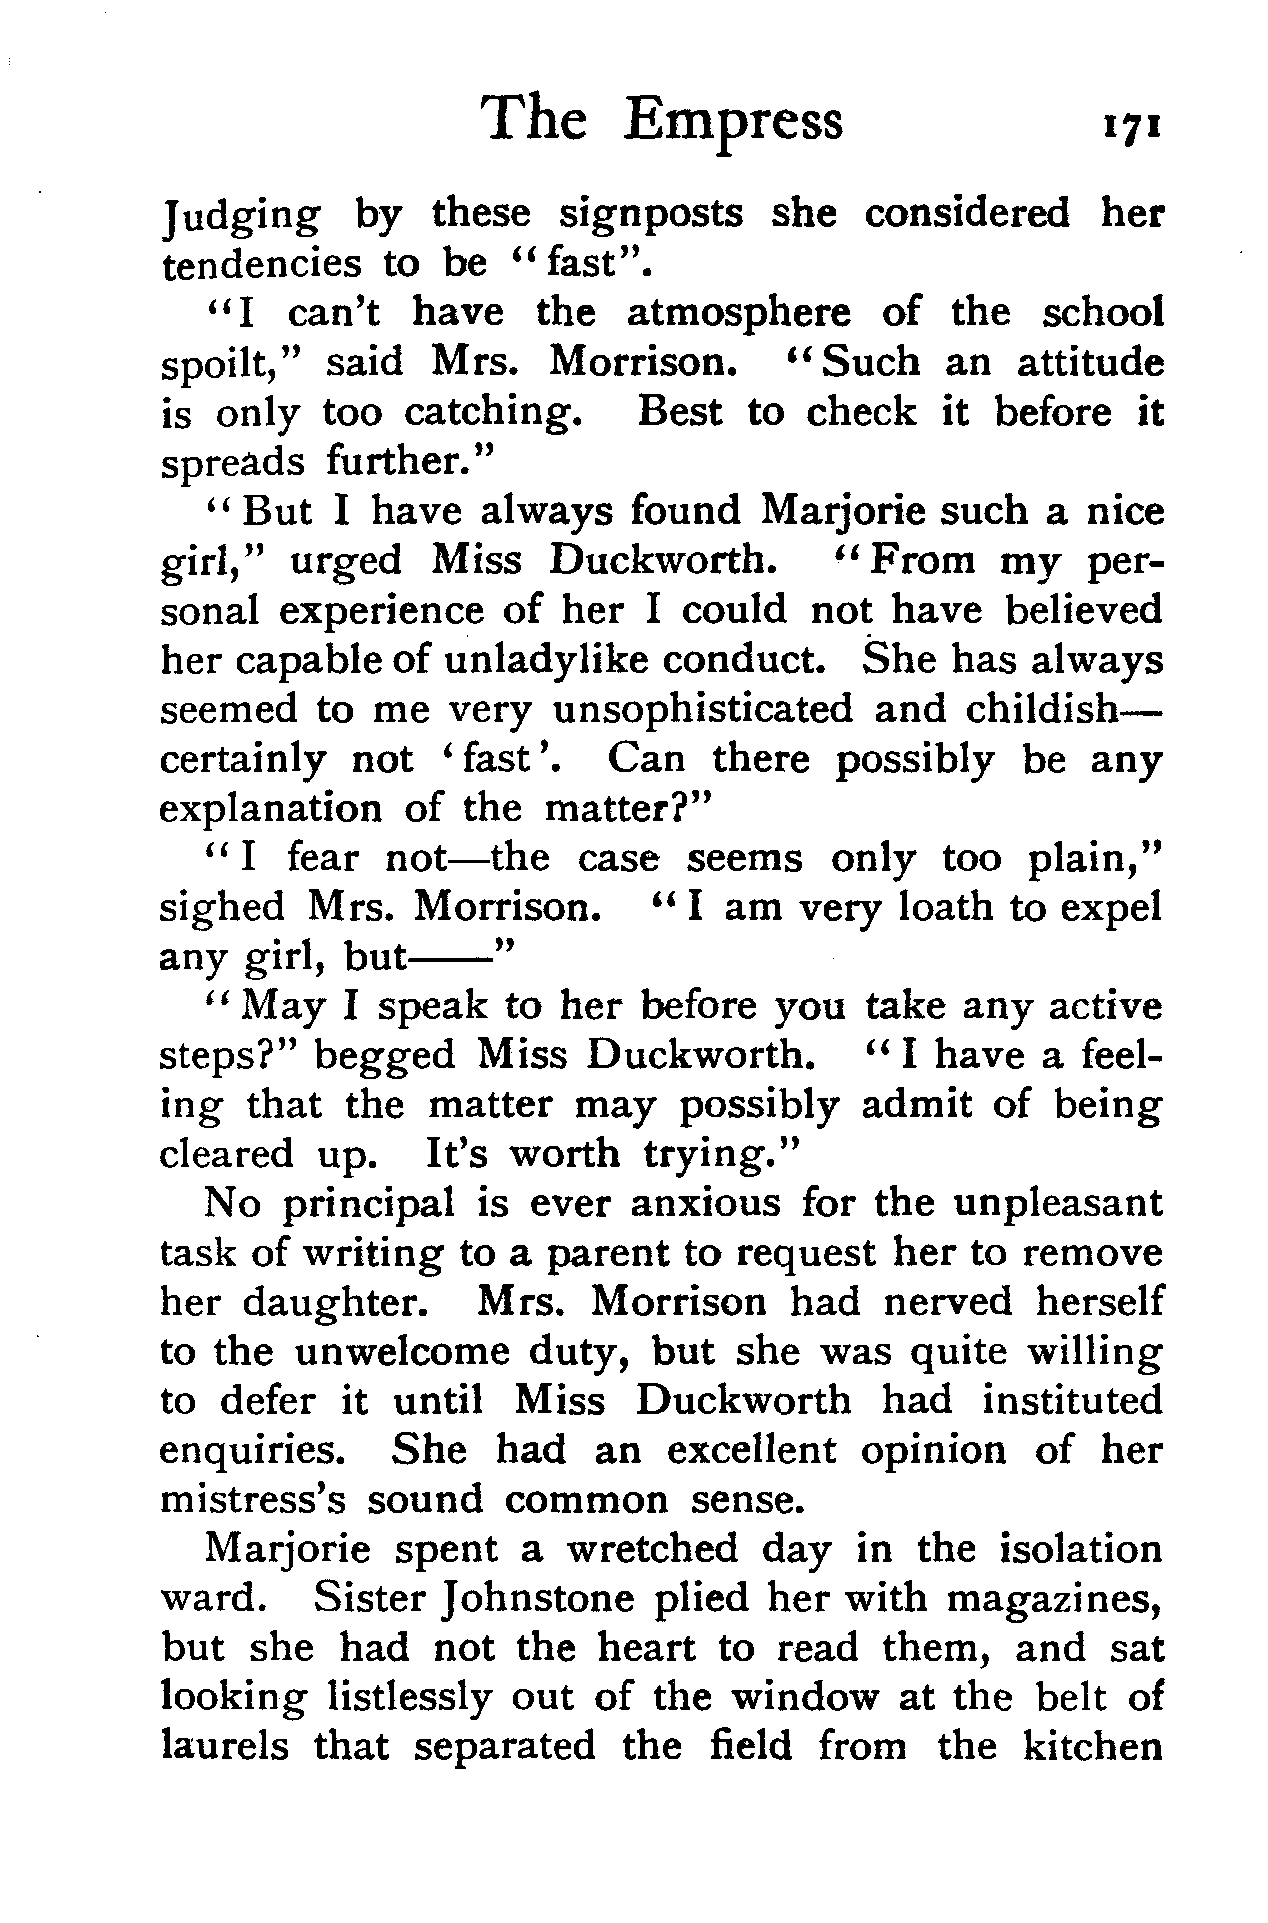 The Empress 171
Judging by these signposts she considered her
tendencies to be "fast".
"I can't have the atmosphere of the school
spoilt," said Mrs. Morrison. "Such an attitude
is only too catching. Best to check it before it
spreads further."
"But I have always found Marjorie such a nice
girl," urged Miss Duckworth. "From my per-
sonal experience of her I could not have believed
her capable of unladylike conduct. She has always
seemed to me very unsophisticated and childish—
certainly not 'fast'. Can there possibly be any
explanation of the matter?"
"I fear not—the case seems only too plain,"
sighed Mrs. Morrison. "I am very loath to expel
any girl, but——"
"May I speak to her before you take any active
steps?" begged Miss Duckworth. "I have a feel-
ing that the matter may possibly admit of being
cleared up. It's worth trying."
No principal is ever anxious for the unpleasant
task of writing to a parent to request her to remove
her daughter. Mrs. Morrison had nerved herself
to the unwelcome duty, but she was quite willing
to defer it until Miss Duckworth had instituted
enquiries. She had an excellent opinion of her
mistress's sound common sense.
Marjorie spent a wretched day in the isolation
ward. Sister Johnstone plied her with magazines,
but she had not the heart to read them, and sat
looking listlessly out of the window at the belt of
laurels that separated the field from the kitchen